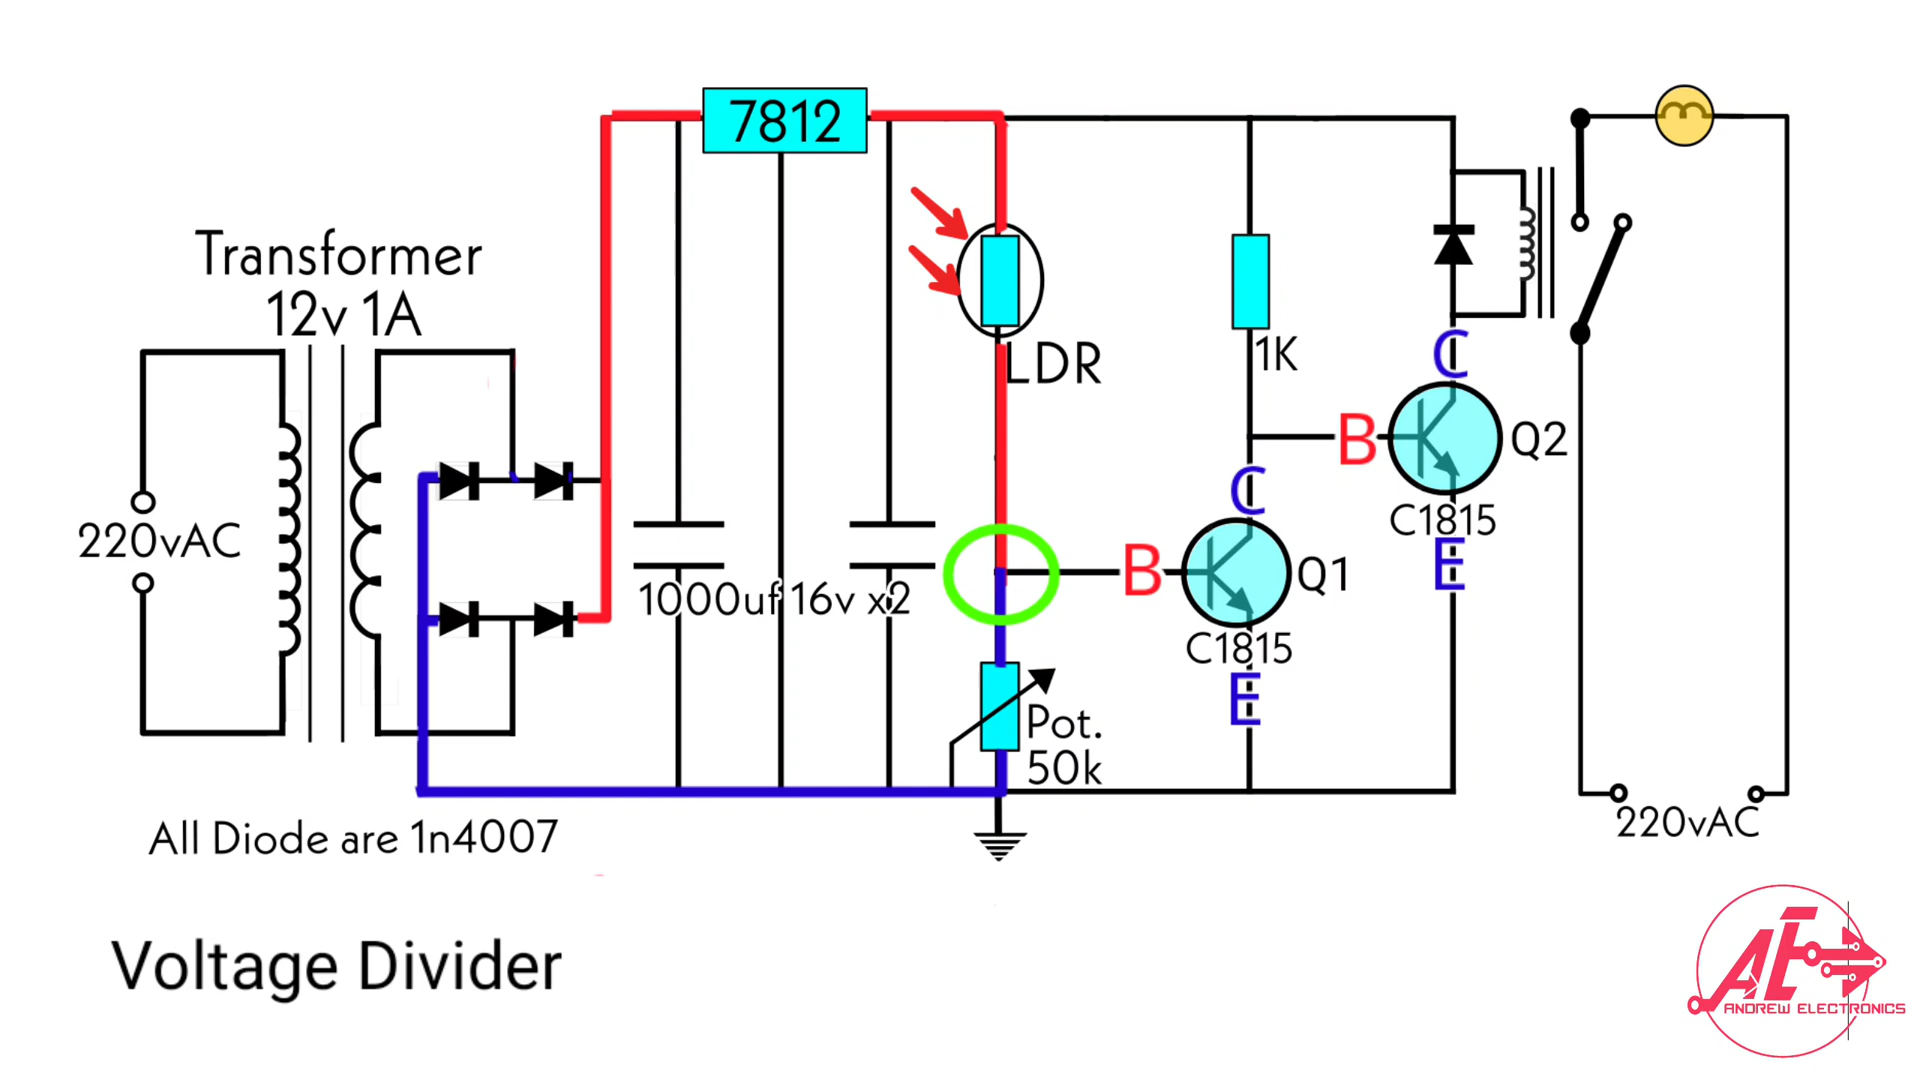 7812
Transformer
12v 1A
LDR
1K
C
B
Q2
C1815
E
220vAC
1000uf 16v x2
C
B
Q1
C1815
E
Pot.
50k
220vAC
All Diode are 1n4007
Voltage Divider
AE
ANDREW ELECTRONICS